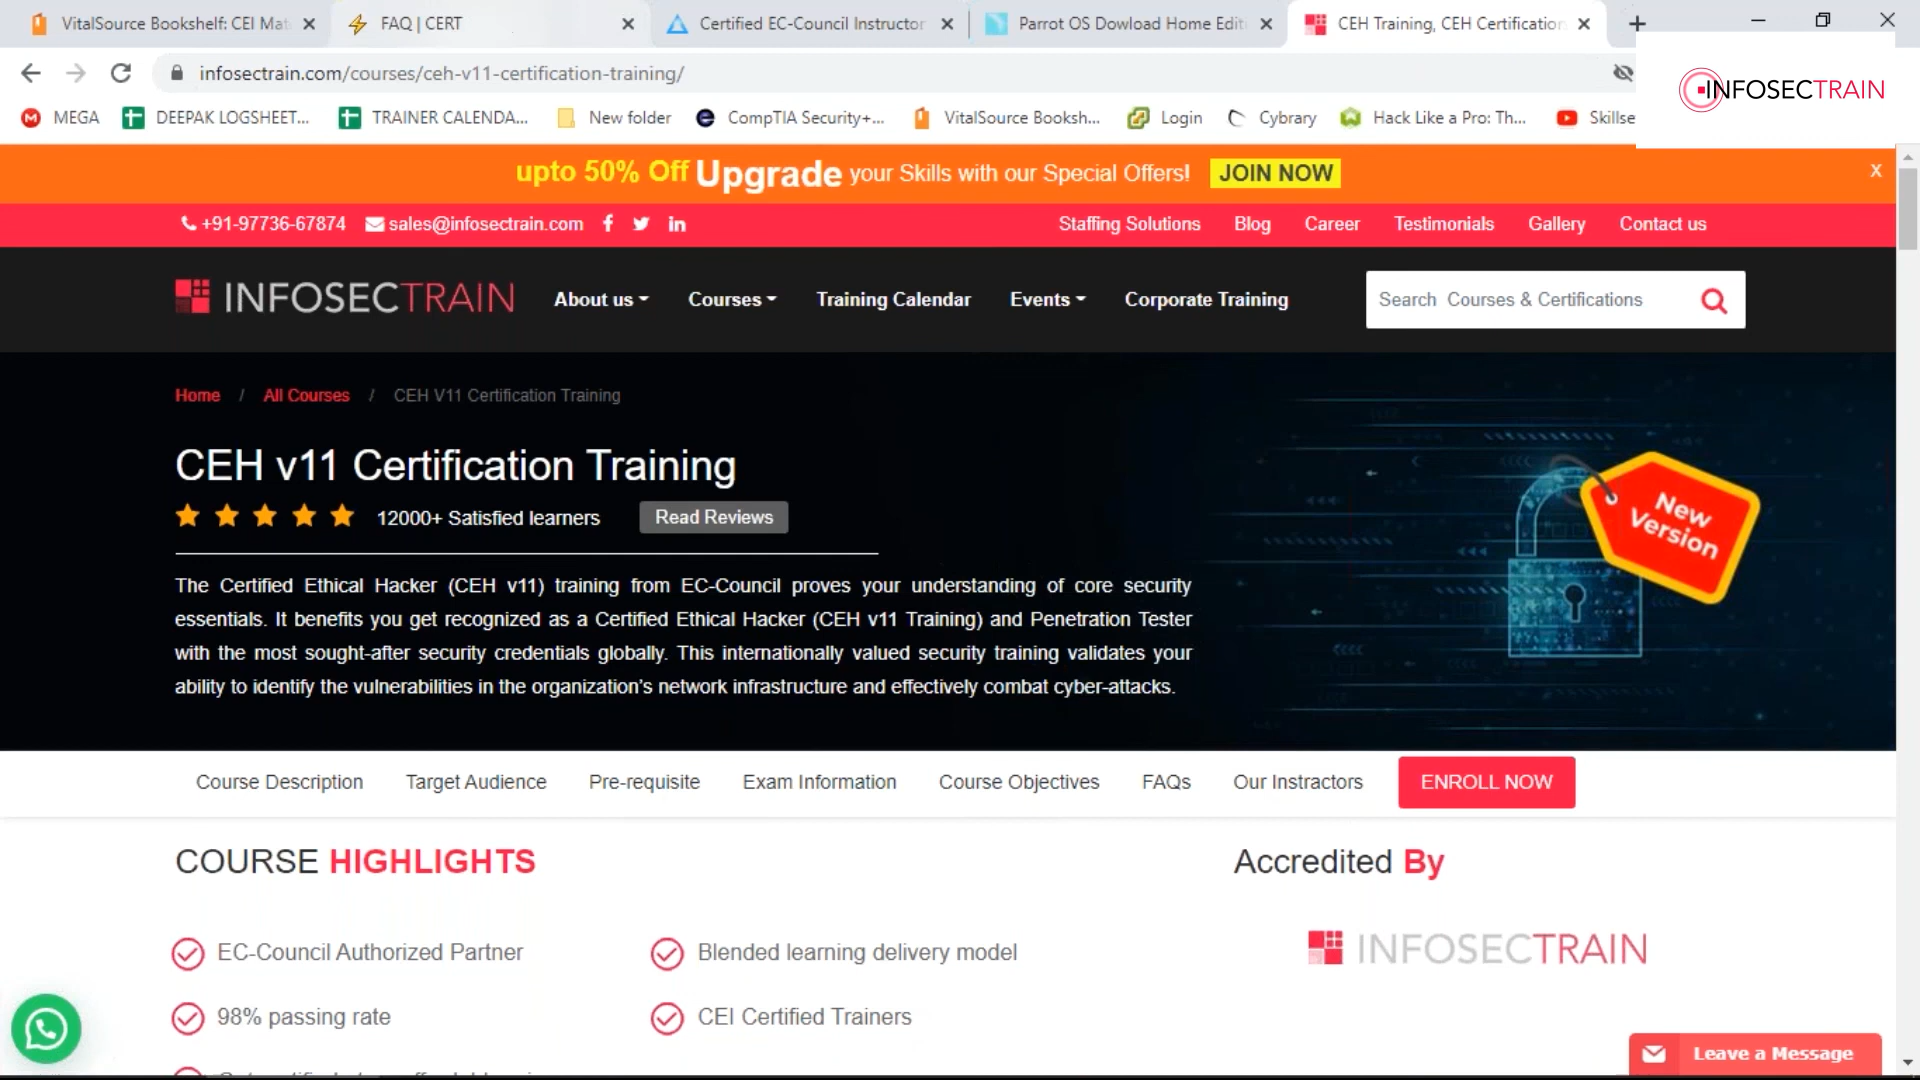 VitalSource Bookshelf: CEI Mat
FAQ | CERT
Certified EC-Council Instructor
Parrot OS Dowload Home Edit
CEH Training, CEH Certification
infosectrain.com/courses/ceh-v11-certification-training/
INFOSECTRAIN
MEGA
DEEPAK LOGSHEET...
TRAINER CALENDA...
New folder
CompTIA Security+...
VitalSource Booksh...
Login
Cybrary
Hack Like a Pro: Th...
Skillse
upto 50% Off Upgrade your Skills with our Special Offers! JOIN NOW
X
+91-97736-67874
sales@infosectrain.com
Staffing Solutions
Blog
Career
Testimonials
Gallery
Contact us
INFOSECTRAIN
About us
Courses
Training Calendar
Events
Corporate Training
Search Courses & Certifications
Home / All Courses / CEH V11 Certification Training
CEH v11 Certification Training
12000+ Satisfied learners
Read Reviews
New
Version
The Certified Ethical Hacker (CEH v11) training from EC-Council proves your understanding of core security
essentials. It benefits you get recognized as a Certified Ethical Hacker (CEH v11 Training) and Penetration Tester
with the most sought-after security credentials globally. This internationally valued security training validates your
ability to identify the vulnerabilities in the organization's network infrastructure and effectively combat cyber-attacks.
Course Description
Target Audience
Pre-requisite
Exam Information
Course Objectives
FAQs
Our Instractors
ENROLL NOW
COURSE HIGHLIGHTS
Accredited By
EC-Council Authorized Partner
Blended learning delivery model
INFOSECTRAIN
98% passing rate
CEI Certified Trainers
Leave a Message